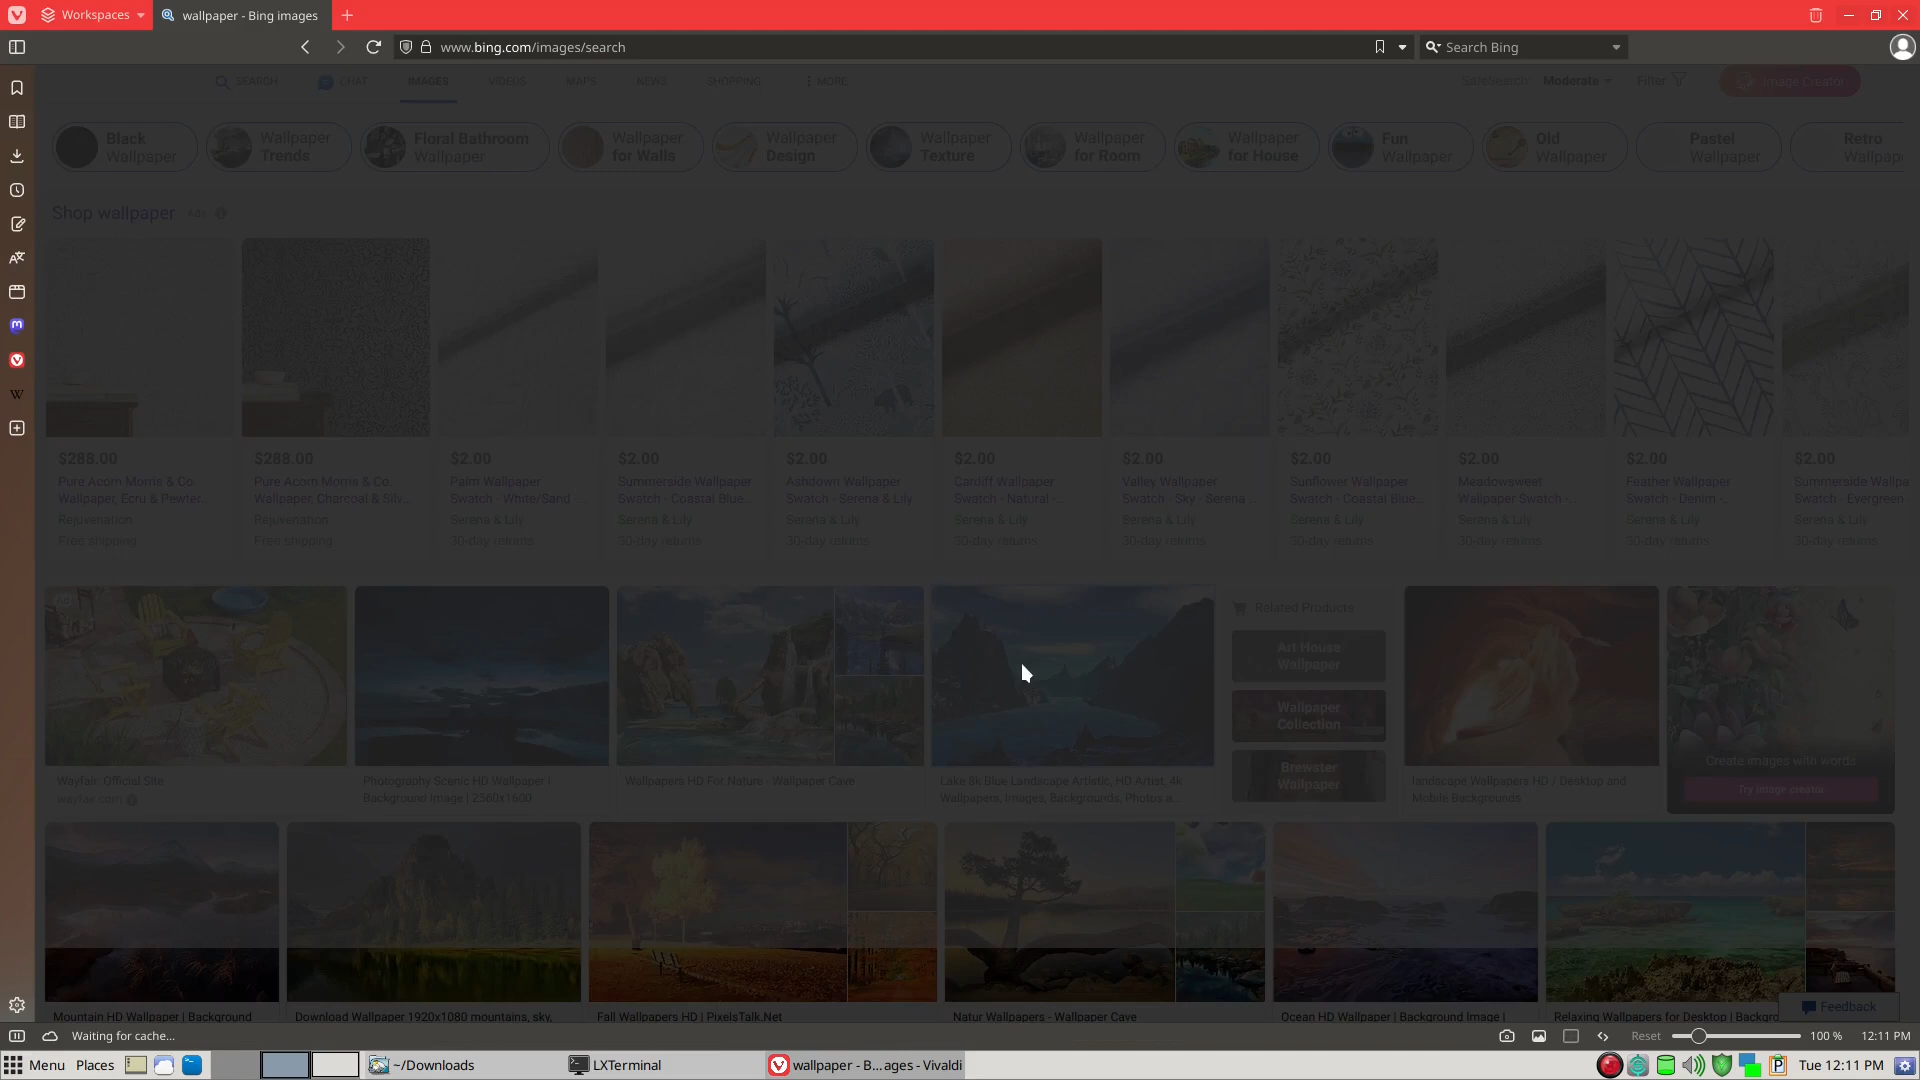 Workspaces
wallpaper - Bing images
www.bing.com/images/search
Search Bing
SEARCH
CHAT
IMAGES
VIDEOS
MAPS
NEWS
SHOPPING
MORE
SafeSearch:
Moderate
Filter
Image Creator
Black
Wallpaper
Wallpaper
Trends
Floral Bathroom
Wallpaper
Wallpaper
for Walls
Wallpaper
Design
Wallpaper
Texture
Wallpaper
for Room
Wallpaper
for House
Fun
Wallpaper
Old
Wallpaper
Pastel
Wallpaper
Retro
Wallpap
Shop wallpaper
Ads
$288.00
Pure Acorn Morris & Co.
Wallpaper, Ecru & Pewter...
Rejuvenation
Free shipping
$288.00
Pure Acorn Morris & Co.
Wallpaper, Charcoal & Silv...
Rejuvenation
Free shipping
$2.00
Palm Wallpaper
Swatch - White/Sand -...
Serena & Lily
30-day returns
$2.00
Summerside Wallpaper
Swatch - Coastal Blue...
Serena & Lily
30-day returns
$2.00
Ashdown Wallpaper
Swatch - Serena & Lily
Serena & Lily
30-day returns
$2.00
Cardiff Wallpaper
Swatch - Natural -...
Serena & Lily
30-day returns
$2.00
Valley Wallpaper
Swatch - Sky - Serena ...
Serena & Lily
30-day returns
$2.00
Sunflower Wallpaper
Swatch - Coastal Blue...
Serena & Lily
30-day returns
$2.00
Meadowsweet
Wallpaper Swatch -...
Serena & Lily
30-day returns
$2.00
Feather Wallpaper
Swatch - Denim -...
Serena & Lily
30-day returns
$2.00
Summerside Wallpa
Swatch - Evergreen
Serena & Lily
30-day returns
Ad
Wayfair: Official Site
wayfair.com
Photography Scenic HD Wallpaper |
Background Image | 2560x1600
Wallpapers HD For Nature - Wallpaper Cave
Lake 8k Blue Landscape Artistic, HD Artist, 4k
Wallpapers, Images, Backgrounds, Photos a...
Related Products
Art House
Wallpaper
Wallpaper
Collection
Brewster
Wallpaper
landscape Wallpapers HD / Desktop and
Mobile Backgrounds
Create images with words
Try image creator
Mountain HD Wallpaper | Background
Download Wallpaper 1920x1080 mountains, sky,
Fall Wallpapers HD | PixelsTalk.Net
Natur Wallpapers - Wallpaper Cave
Ocean HD Wallpaper | Background Image |
Relaxing Wallpapers for Desktop | Backgro
Feedback
Waiting for cache...
Reset
100 %
12:11 PM
Menu
Places
~/Downloads
LXTerminal
wallpaper - B...ages - Vivaldi
Tue 12:11 PM